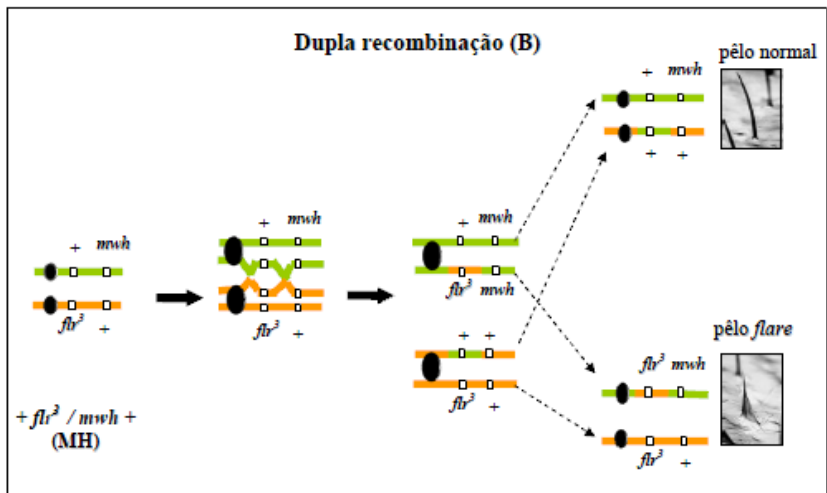 Dupla recombinação (B)
pêlo normal
+ mwh
+ +
+ mwh
flr³ +
+ flr³ / mwh +
(MH)
+ mwh
flr³ +
+ mwh
flr³ mwh
+ +
flr³ +
pêlo flare
flr³ mwh
flr³ +